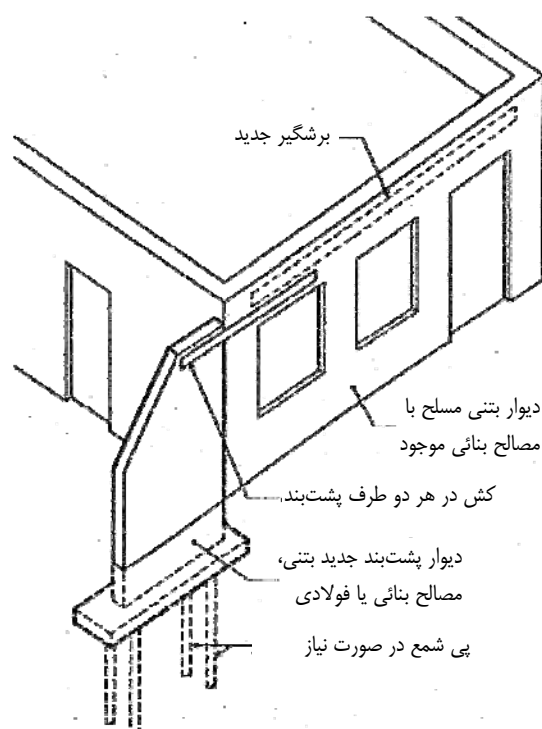 برشگیر جدید
دیوار بتنی مسلح با
مصالح بنائی موجود
کش در هر دو طرف پشت‌بند
دیوار پشت‌بند جدید بتنی،
مصالح بنائی یا فولادی
پی شمع در صورت نیاز